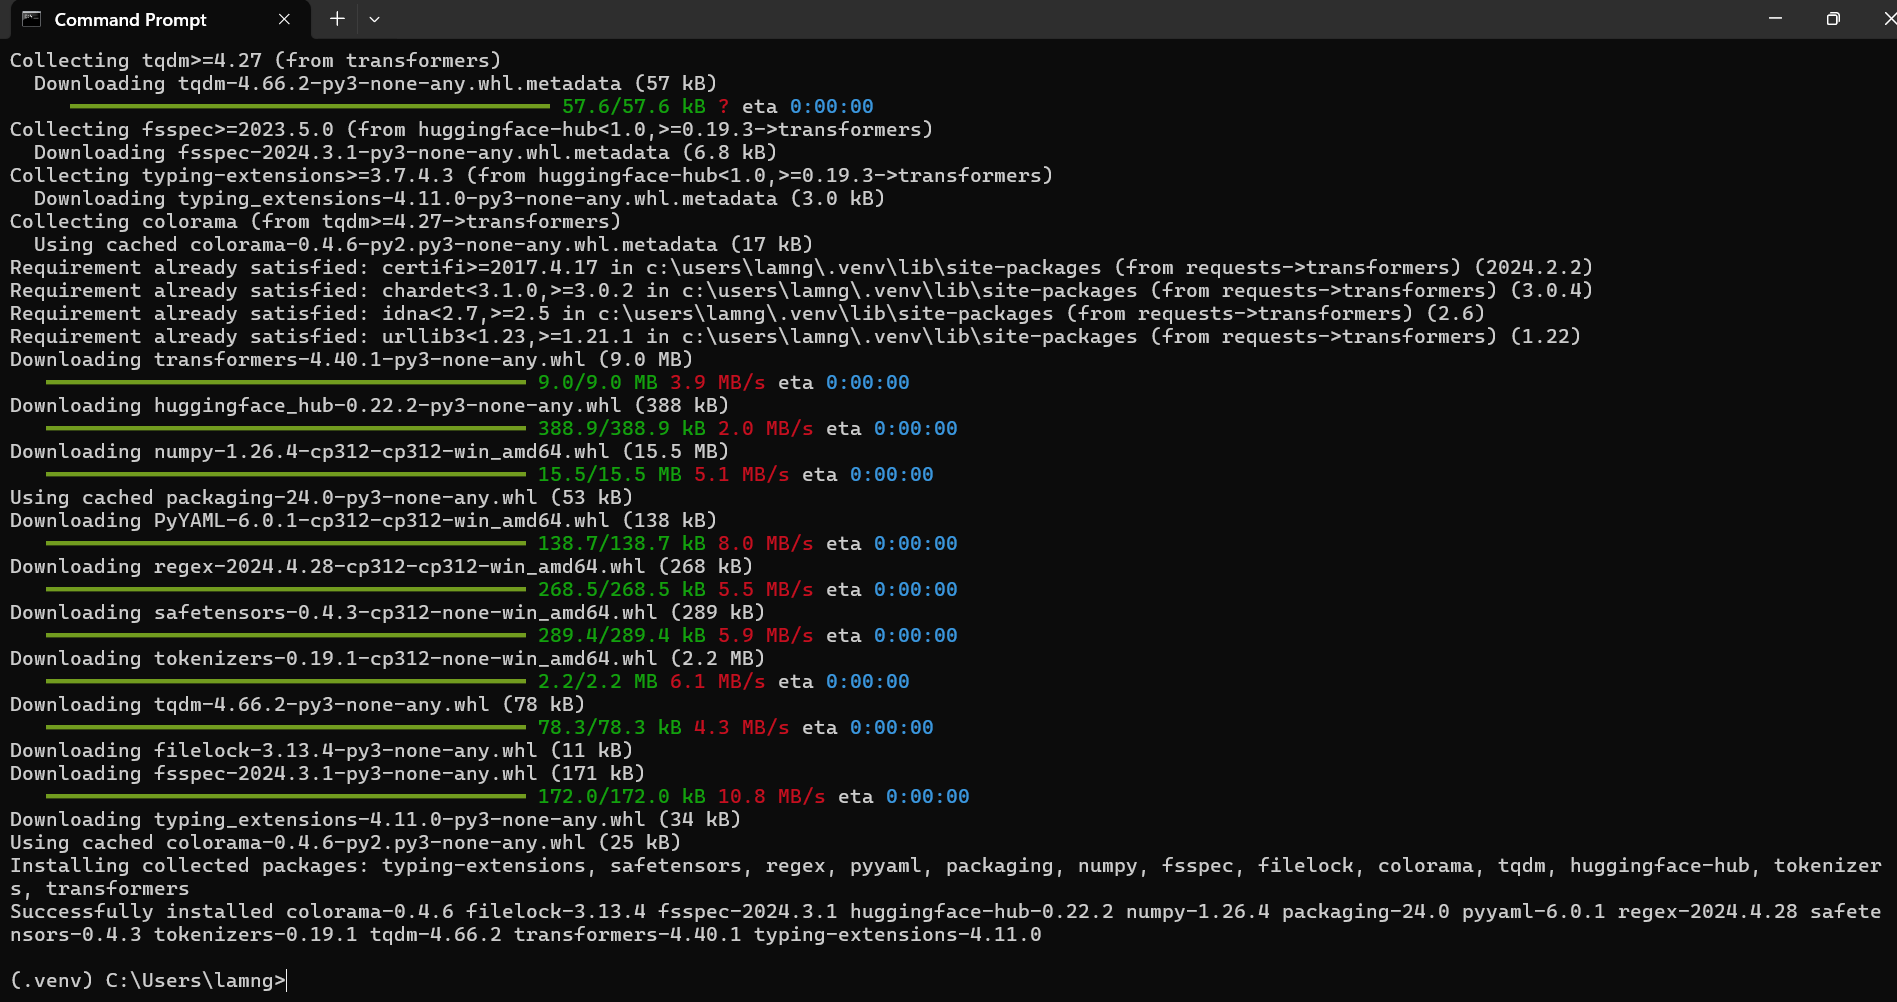 Command Prompt
Collecting tqdm>=4.27 (from transformers)
  Downloading tqdm-4.66.2-py3-none-any.whl.metadata (57 kB)
57.6/57.6 kB ? eta 0:00:00
Collecting fsspec>=2023.5.0 (from huggingface-hub<1.0,>=0.19.3->transformers)
  Downloading fsspec-2024.3.1-py3-none-any.whl.metadata (6.8 kB)
Collecting typing-extensions>=3.7.4.3 (from huggingface-hub<1.0,>=0.19.3->transformers)
  Downloading typing_extensions-4.11.0-py3-none-any.whl.metadata (3.0 kB)
Collecting colorama (from tqdm>=4.27->transformers)
  Using cached colorama-0.4.6-py2.py3-none-any.whl.metadata (17 kB)
Requirement already satisfied: certifi>=2017.4.17 in c:\users\lamng\.venv\lib\site-packages (from requests->transformers) (2024.2.2)
Requirement already satisfied: chardet<3.1.0,>=3.0.2 in c:\users\lamng\.venv\lib\site-packages (from requests->transformers) (3.0.4)
Requirement already satisfied: idna<2.7,>=2.5 in c:\users\lamng\.venv\lib\site-packages (from requests->transformers) (2.6)
Requirement already satisfied: urllib3<1.23,>=1.21.1 in c:\users\lamng\.venv\lib\site-packages (from requests->transformers) (1.22)
Downloading transformers-4.40.1-py3-none-any.whl (9.0 MB)
9.0/9.0 MB 3.9 MB/s eta 0:00:00
Downloading huggingface_hub-0.22.2-py3-none-any.whl (388 kB)
388.9/388.9 kB 2.0 MB/s eta 0:00:00
Downloading numpy-1.26.4-cp312-cp312-win_amd64.whl (15.5 MB)
15.5/15.5 MB 5.1 MB/s eta 0:00:00
Using cached packaging-24.0-py3-none-any.whl (53 kB)
Downloading PyYAML-6.0.1-cp312-cp312-win_amd64.whl (138 kB)
138.7/138.7 kB 8.0 MB/s eta 0:00:00
Downloading regex-2024.4.28-cp312-cp312-win_amd64.whl (268 kB)
268.5/268.5 kB 5.5 MB/s eta 0:00:00
Downloading safetensors-0.4.3-cp312-none-win_amd64.whl (289 kB)
289.4/289.4 kB 5.9 MB/s eta 0:00:00
Downloading tokenizers-0.19.1-cp312-none-win_amd64.whl (2.2 MB)
2.2/2.2 MB 6.1 MB/s eta 0:00:00
Downloading tqdm-4.66.2-py3-none-any.whl (78 kB)
78.3/78.3 kB 4.3 MB/s eta 0:00:00
Downloading filelock-3.13.4-py3-none-any.whl (11 kB)
Downloading fsspec-2024.3.1-py3-none-any.whl (171 kB)
172.0/172.0 kB 10.8 MB/s eta 0:00:00
Downloading typing_extensions-4.11.0-py3-none-any.whl (34 kB)
Using cached colorama-0.4.6-py2.py3-none-any.whl (25 kB)
Installing collected packages: typing-extensions, safetensors, regex, pyyaml, packaging, numpy, fsspec, filelock, colorama, tqdm, huggingface-hub, tokenizer
s, transformers
Successfully installed colorama-0.4.6 filelock-3.13.4 fsspec-2024.3.1 huggingface-hub-0.22.2 numpy-1.26.4 packaging-24.0 pyyaml-6.0.1 regex-2024.4.28 safete
nsors-0.4.3 tokenizers-0.19.1 tqdm-4.66.2 transformers-4.40.1 typing-extensions-4.11.0
(.venv) C:\Users\lamng>